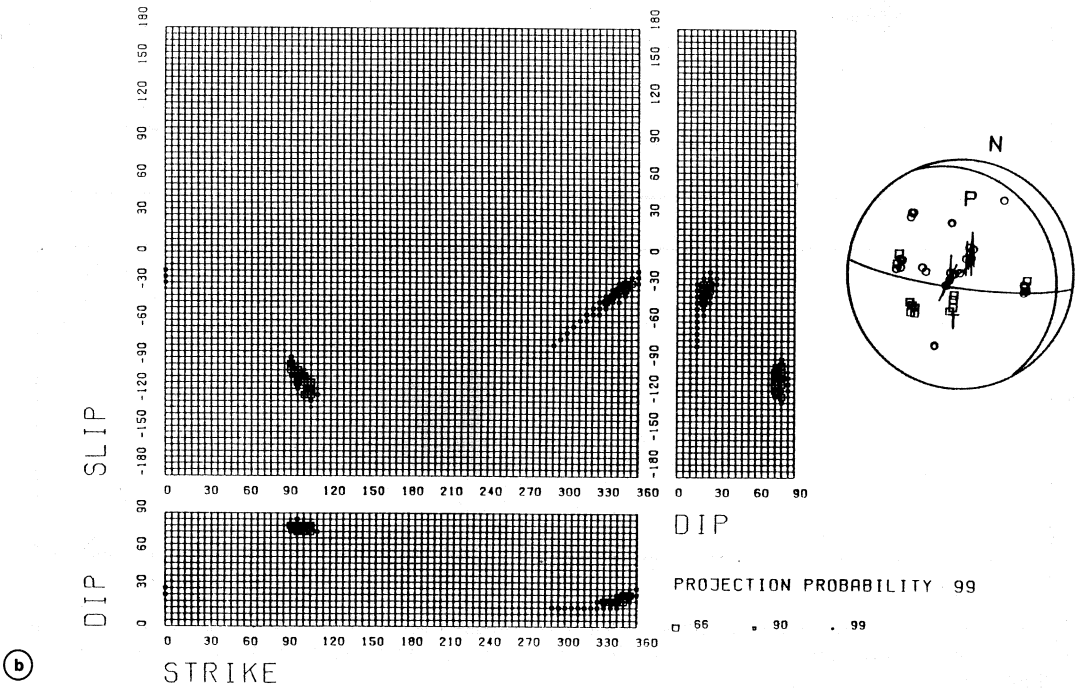 180 150 120 90 60 30 0 -30 -60 -90 -120 -150 -180
SLIP
0 30 60 90 120 150 180 210 240 270 300 330 360
180 150 120 90 60 30 0 -30 -60 -90 -120 -150 -180
0 30 60 90
DIP
N
P
90 60 30 0
DIP
0 30 60 90 120 150 180 210 240 270 300 330 360
STRIKE
PROJECTION PROBABILITY 99
66 90 99
b